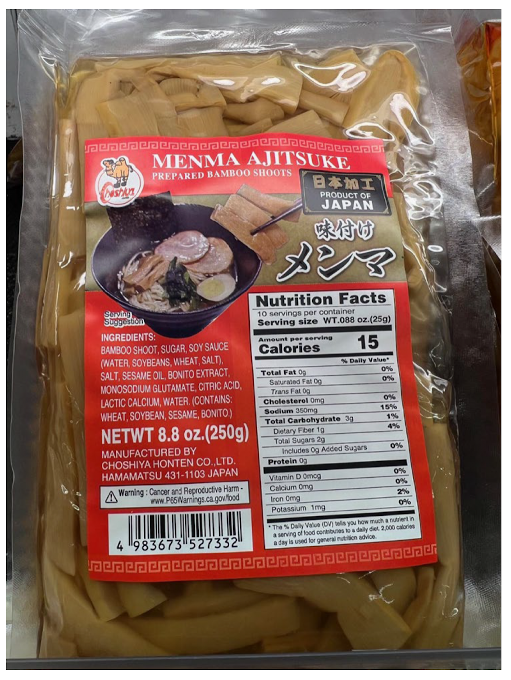 MENMA AJITSUKE
PREPARED BAMBOO SHOOTS
日本加工
PRODUCT OF
JAPAN
Choshiya
味付け
メンマ
Serving
Suggestion
INGREDIENTS:
BAMBOO SHOOT, SUGAR, SOY SAUCE
(WATER, SOYBEANS, WHEAT, SALT),
SALT, SESAME OIL, BONITO EXTRACT,
MONOSODIUM GLUTAMATE, CITRIC ACID,
LACTIC CALCIUM, WATER. (CONTAINS:
WHEAT, SOYBEAN, SESAME, BONITO.)
NETWT 8.8 oz.(250g)
MANUFACTURED BY
CHOSHIYA HONTEN CO.,LTD.
HAMAMATSU 431-1103 JAPAN
Warning : Cancer and Reproductive Harm -
www.P65Warnings.ca.gov/food
4 983673 527332
Nutrition Facts
10 servings per container
Serving size WT.088 oz.(25g)
Amount per serving
Calories 15
% Daily Value*
Total Fat 0g 0%
Saturated Fat 0g 0%
Trans Fat 0g
Cholesterol 0mg 0%
Sodium 350mg 15%
Total Carbohydrate 3g 1%
Dietary Fiber 1g 4%
Total Sugars 2g
Includes 0g Added Sugars 0%
Protein 0g
Vitamin D 0mcg 0%
Calcium 0mg 0%
Iron 0mg 2%
Potassium 1mg 0%
* The % Daily Value (DV) tells you how much a nutrient in
a serving of food contributes to a daily diet. 2,000 calories
a day is used for general nutrition advice.